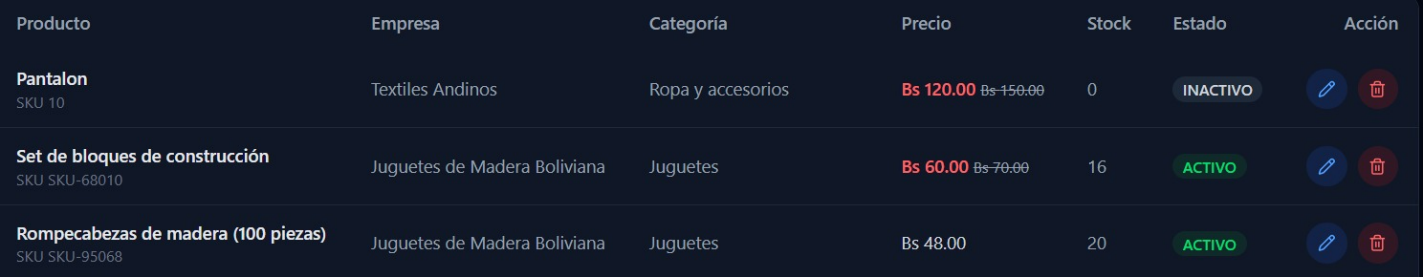 Producto Empresa Categoría Precio Stock Estado Acción
Pantalon
SKU 10
Textiles Andinos Ropa y accesorios Bs 120.00 Bs 150.00 0 INACTIVO
Set de bloques de construcción
SKU SKU-68010
Juguetes de Madera Boliviana Juguetes Bs 60.00 Bs 70.00 16 ACTIVO
Rompecabezas de madera (100 piezas)
SKU SKU-95068
Juguetes de Madera Boliviana Juguetes Bs 48.00 20 ACTIVO